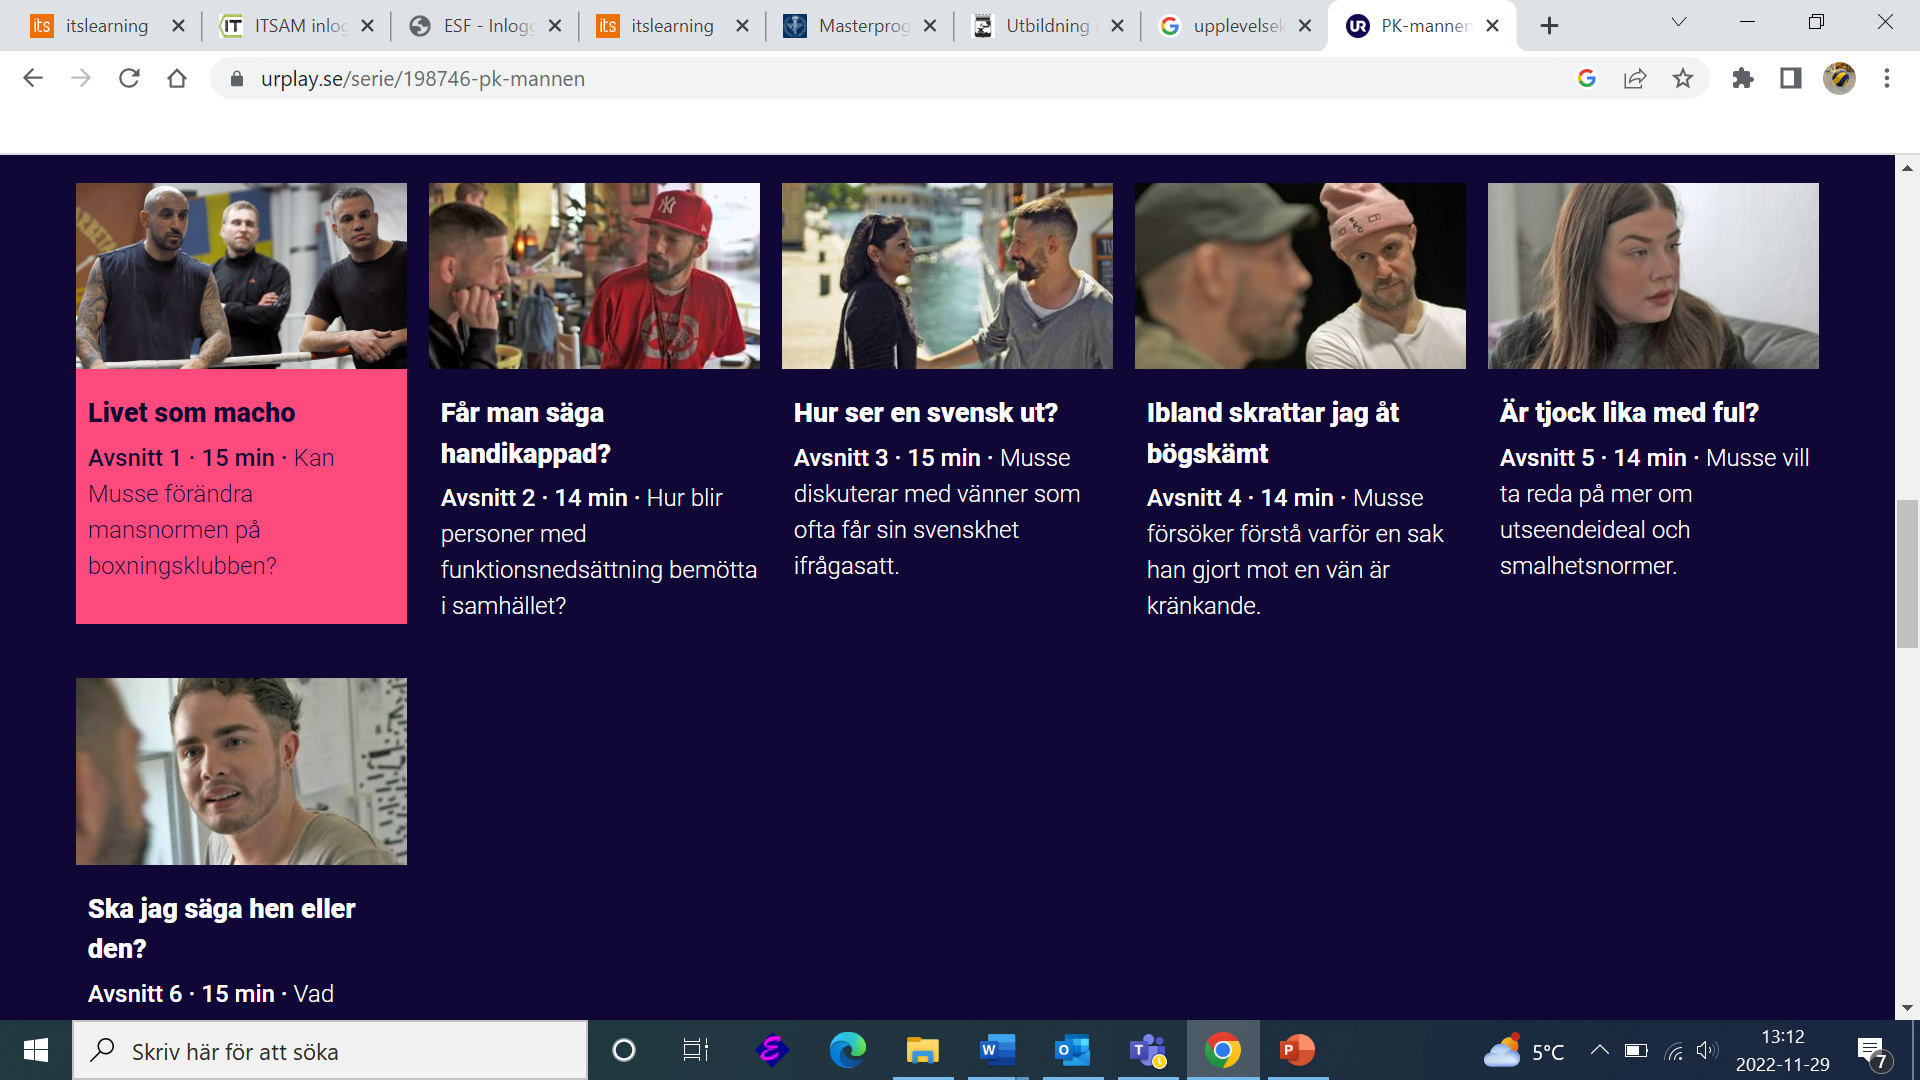 itslearning
ITSAM inlog
ESF - Inlogg
itslearning
Masterprog
Utbildning i
upplevelsek
PK-mannen
urplay.se/serie/198746-pk-mannen
Livet som macho
Avsnitt 1 · 15 min · Kan
Musse förändra
mansnormen på
boxningsklubben?
Får man säga
handikappad?
Avsnitt 2 · 14 min · Hur blir
personer med
funktionsnedsättning bemötta
i samhället?
Hur ser en svensk ut?
Avsnitt 3 · 15 min · Musse
diskuterar med vänner som
ofta får sin svenskhet
ifrågasatt.
Ibland skrattar jag åt
bögskämt
Avsnitt 4 · 14 min · Musse
försöker förstå varför en sak
han gjort mot en vän är
kränkande.
Är tjock lika med ful?
Avsnitt 5 · 14 min · Musse vill
ta reda på mer om
utseendeideal och
smalhetsnormer.
Ska jag säga hen eller
den?
Avsnitt 6 · 15 min · Vad
Skriv här för att söka
5°C
13:12
2022-11-29
7